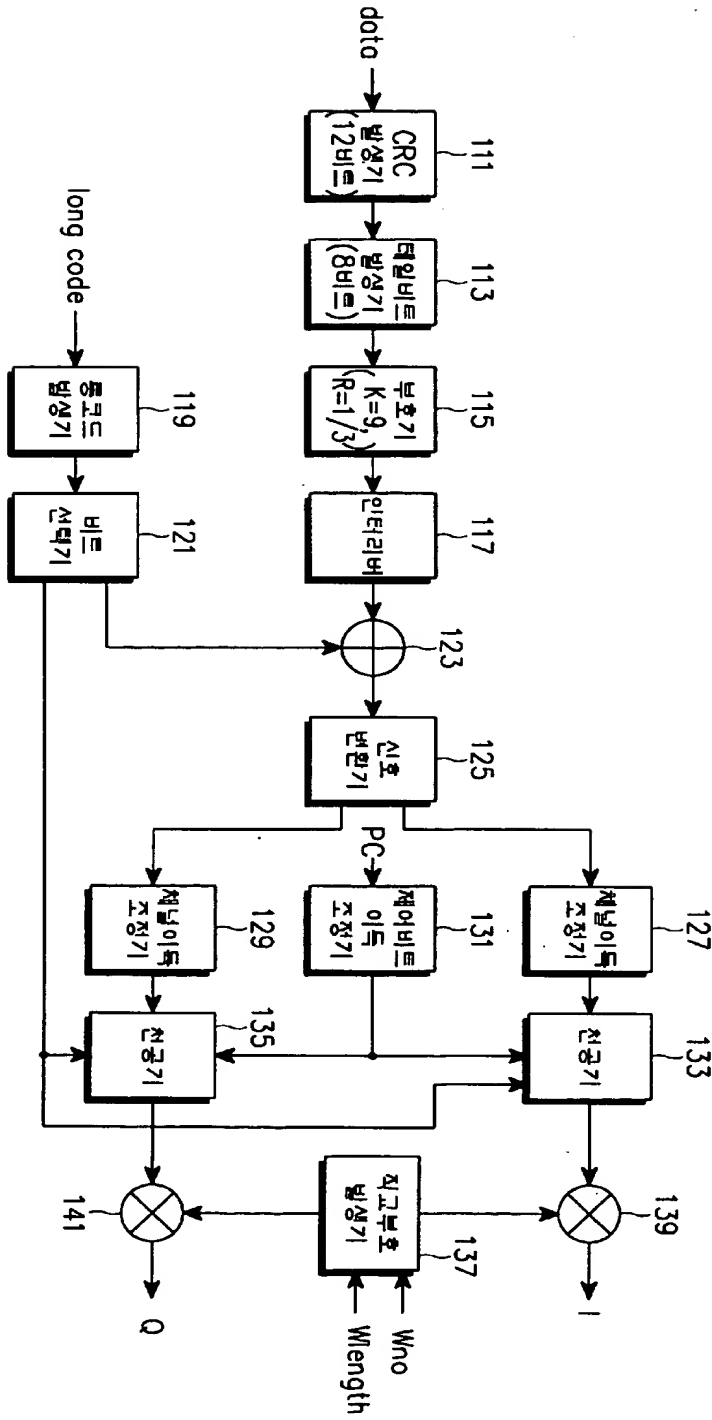 data
CRC
발생기
(12비트)
111
테일비트
발생기
(8비트)
113
부호기
(K=9,
R=1/3)
115
인터리버
117
long code
롱코드
발생기
119
비트
선택기
121
123
신호
변환기
125
채널이득
조정기
127
PC
제어비트
이득
조정기
131
채널이득
조정기
129
천공기
133
천공기
135
직교부호
발생기
137
Wno
Wlength
139
I
141
Q